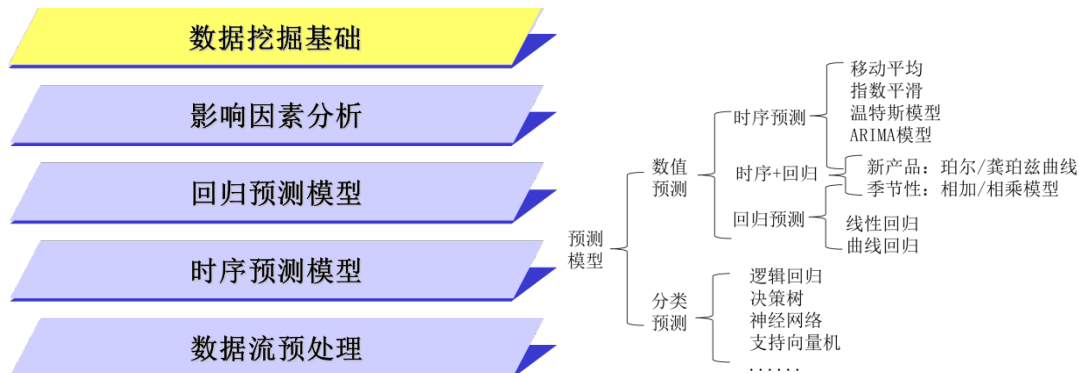 数据挖掘基础
影响因素分析
回归预测模型
时序预测模型
数据流预处理
预测
模型
数值
预测
时序预测
移动平均
指数平滑
温特斯模型
ARIMA模型
时序+回归
新产品：珀尔/龚珀兹曲线
季节性：相加/相乘模型
回归预测
线性回归
曲线回归
分类
预测
逻辑回归
决策树
神经网络
支持向量机
......